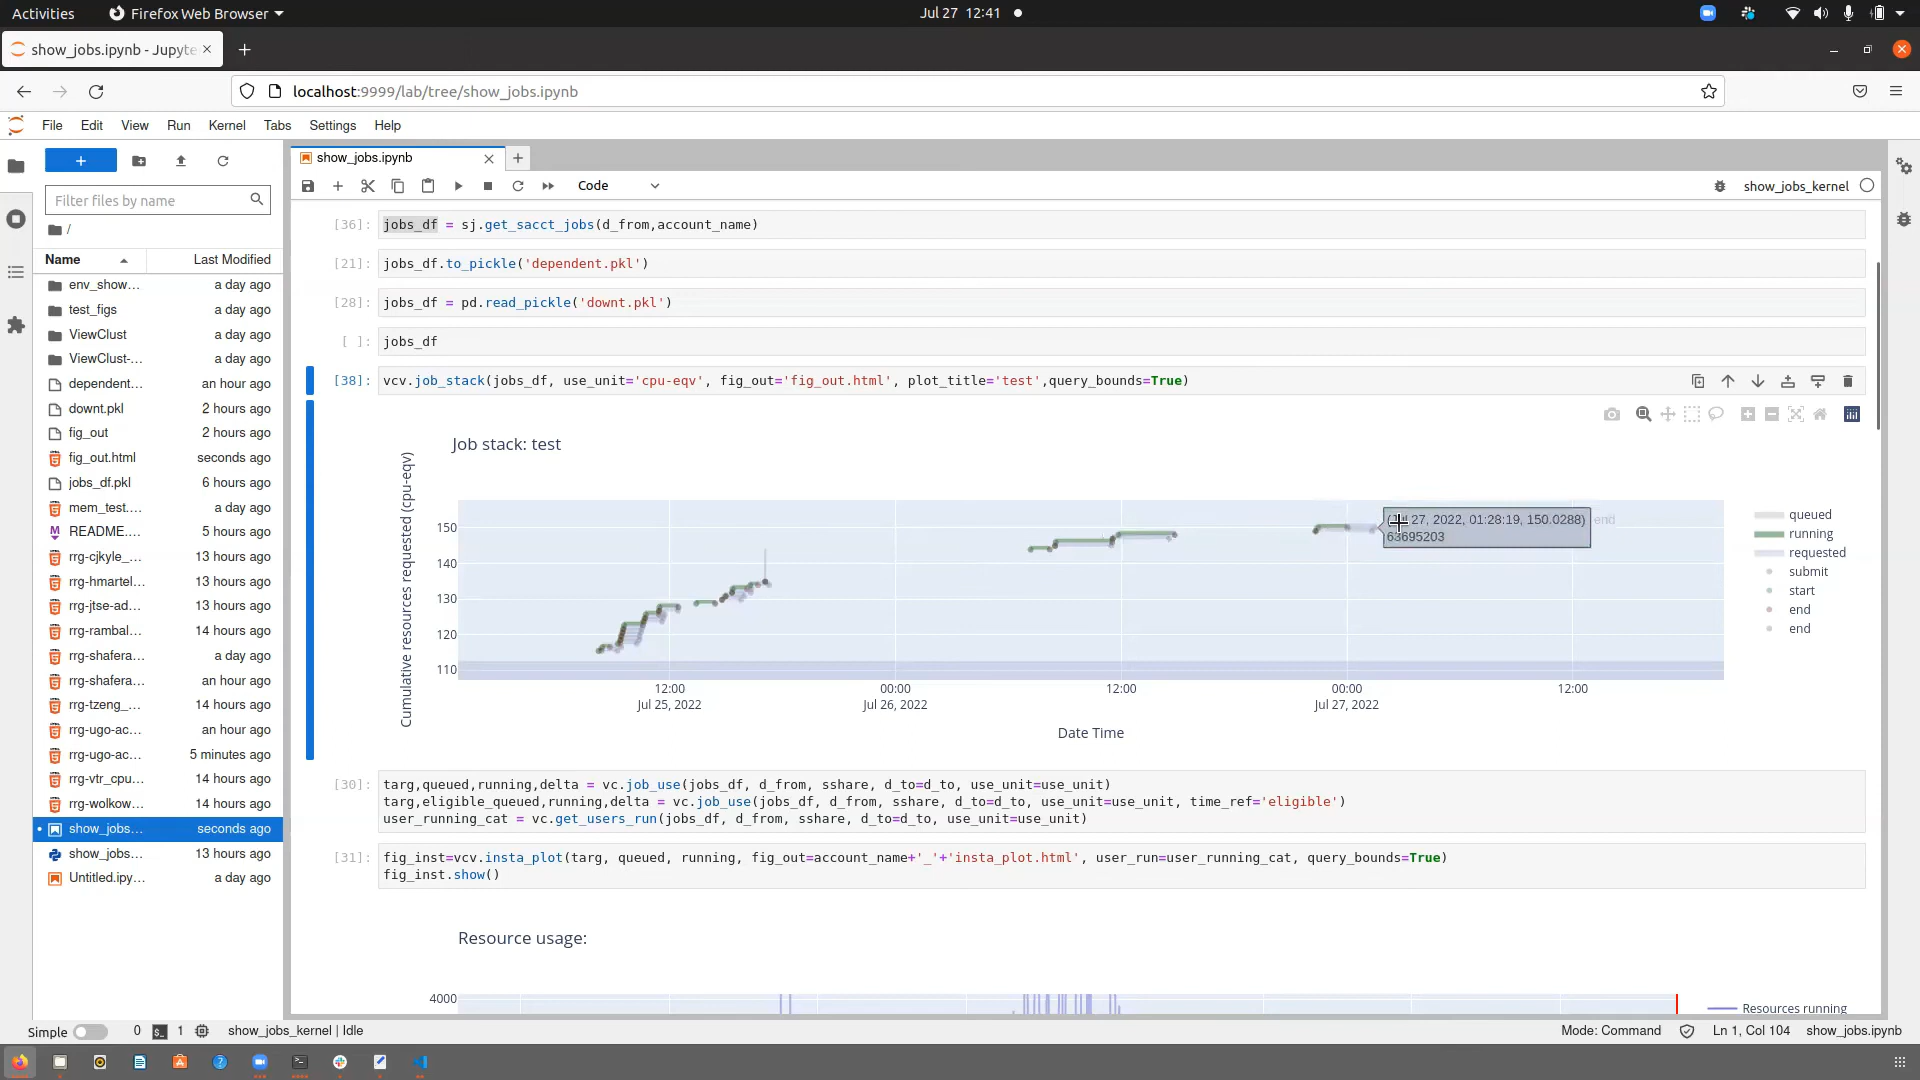 Activities
Firefox Web Browser
Jul 27 12:41
show_jobs.ipynb - Jupyte
localhost:9999/lab/tree/show_jobs.ipynb
File Edit View Run Kernel Tabs Settings Help
Filter files by name
/
Name Last Modified
env_show... a day ago
test_figs a day ago
ViewClust a day ago
ViewClust-... a day ago
dependent... an hour ago
downt.pkl 2 hours ago
fig_out 2 hours ago
fig_out.html seconds ago
jobs_df.pkl 6 hours ago
mem_test.... a day ago
README.... 5 hours ago
rrg-cjkyle_... 13 hours ago
rrg-hmartel... 13 hours ago
rrg-jtse-ad... 13 hours ago
rrg-rambal... 14 hours ago
rrg-shafera... a day ago
rrg-shafera... an hour ago
rrg-tzeng_... 14 hours ago
rrg-ugo-ac... an hour ago
rrg-ugo-ac... 5 minutes ago
rrg-vtr_cpu... 14 hours ago
rrg-wolkow... 14 hours ago
show_jobs... seconds ago
show_jobs... 13 hours ago
Untitled.ipy... a day ago
show_jobs.ipynb
Code
show_jobs_kernel
[36]: jobs_df = sj.get_sacct_jobs(d_from,account_name)
[21]: jobs_df.to_pickle('dependent.pkl')
[28]: jobs_df = pd.read_pickle('downt.pkl')
[ ]: jobs_df
[38]: vcv.job_stack(jobs_df, use_unit='cpu-eqv', fig_out='fig_out.html', plot_title='test',query_bounds=True)
Job stack: test
Cumulative resources requested (cpu-eqv)
150
140
130
120
110
27, 2022, 01:28:19, 150.0288) end
63695203
queued
running
requested
submit
start
end
end
12:00 00:00 12:00 00:00 12:00
Jul 25, 2022 Jul 26, 2022 Jul 27, 2022
Date Time
[30]: targ,queued,running,delta = vc.job_use(jobs_df, d_from, sshare, d_to=d_to, use_unit=use_unit)
targ,eligible_queued,running,delta = vc.job_use(jobs_df, d_from, sshare, d_to=d_to, use_unit=use_unit, time_ref='eligible')
user_running_cat = vc.get_users_run(jobs_df, d_from, sshare, d_to=d_to, use_unit=use_unit)
[31]: fig_inst=vcv.insta_plot(targ, queued, running, fig_out=account_name+'_'+'insta_plot.html', user_run=user_running_cat, query_bounds=True)
fig_inst.show()
Resource usage:
4000
Resources running
Simple 0 1 show_jobs_kernel | Idle
Mode: Command Ln 1, Col 104 show_jobs.ipynb